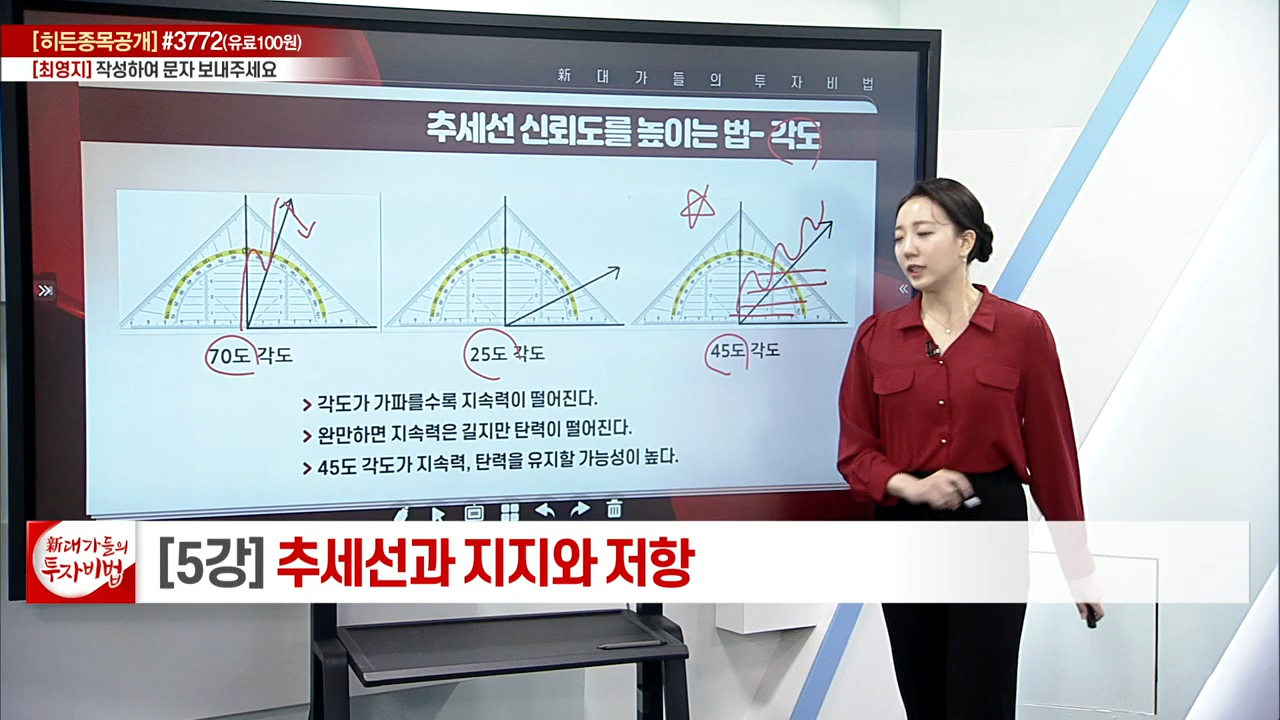 [히든종목공개] #3772(유료100원)
[최영지] 작성하여 문자 보내주세요
新 대 가 들 의 투 자 비 법
추세선 신뢰도를 높이는 법- 각도
70도 각도
25도 각도
45도 각도
> 각도가 가파를수록 지속력이 떨어진다.
> 완만하면 지속력은 길지만 탄력이 떨어진다.
> 45도 각도가 지속력, 탄력을 유지할 가능성이 높다.
新대가들의
투자비법
[5강] 추세선과 지지와 저항